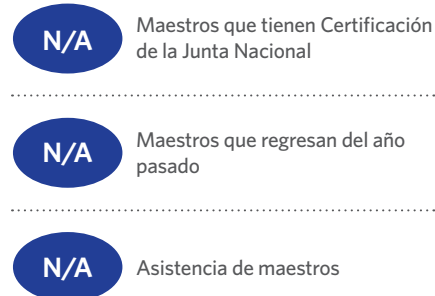 N/A
Maestros que tienen Certificación
de la Junta Nacional
N/A
Maestros que regresan del año
pasado
N/A
Asistencia de maestros